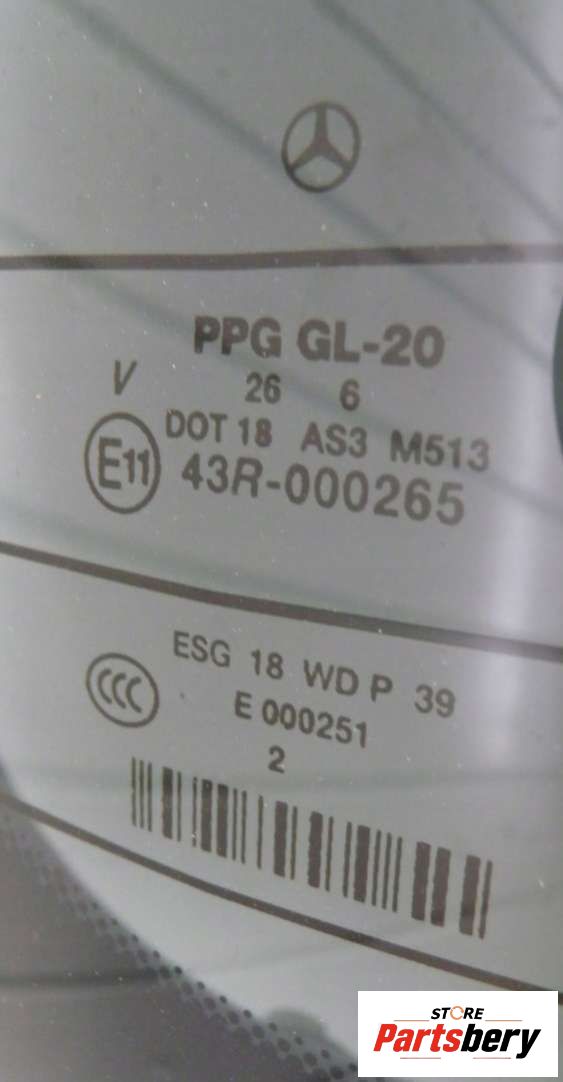 PPG GL-20
V 26 6
DOT 18 AS3 M513
E11 43R-000265
ESG 18 WD P 39
CCC E 000251
2
STORE
Partsbery